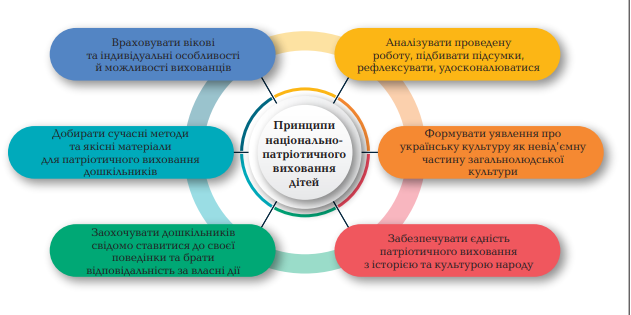 Враховувати вікові
та індивідуальні особливості
й можливості вихованців
Аналізувати проведену
роботу, підбивати підсумки,
рефлексувати, удосконалюватися
Добирати сучасні методи
та якісні матеріали
для патріотичного виховання
дошкільників
Принципи
національно-
патріотичного
виховання
дітей
Формувати уявлення про
українську культуру як невід’ємну
частину загальнолюдської
культури
Заохочувати дошкільників
свідомо ставитися до своєї
поведінки та брати
відповідальність за власні дії
Забезпечувати єдність
патріотичного виховання
з історією та культурою народу